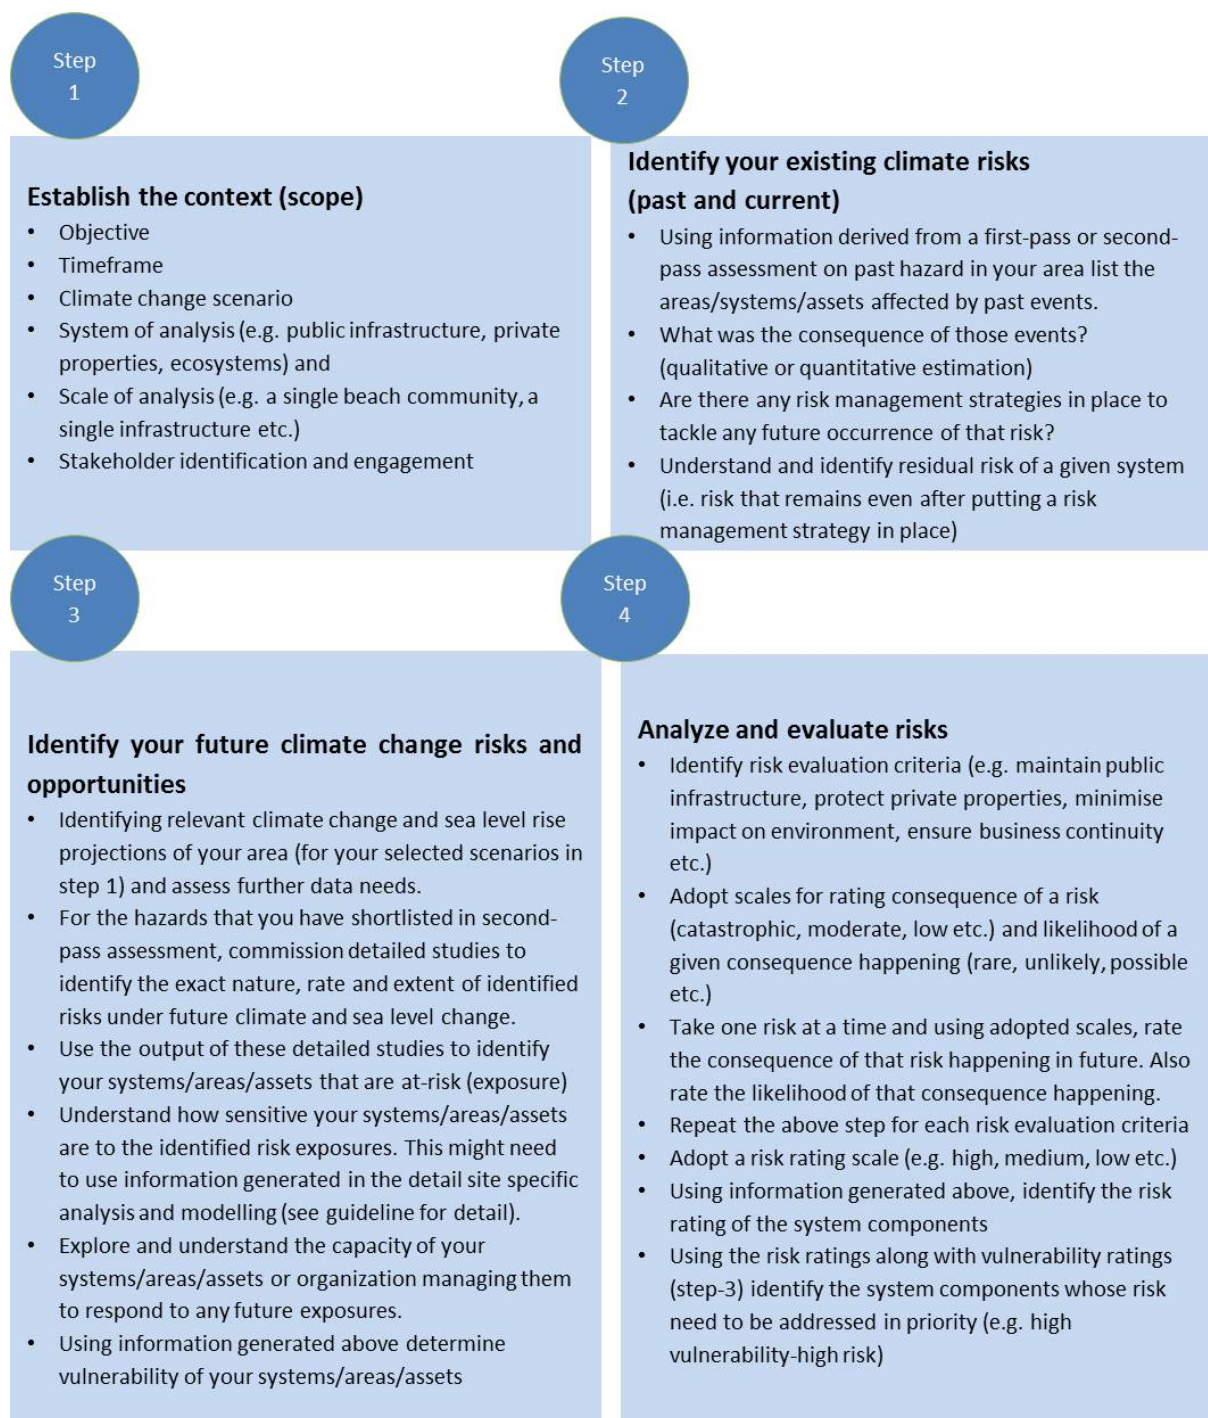 Step
1
Establish the context (scope)
• Objective
• Timeframe
• Climate change scenario
• System of analysis (e.g. public infrastructure, private
properties, ecosystems) and
• Scale of analysis (e.g. a single beach community, a
single infrastructure etc.)
• Stakeholder identification and engagement
Step
2
Identify your existing climate risks
(past and current)
• Using information derived from a first-pass or second-
pass assessment on past hazard in your area list the
areas/systems/assets affected by past events.
• What was the consequence of those events?
(qualitative or quantitative estimation)
• Are there any risk management strategies in place to
tackle any future occurrence of that risk?
• Understand and identify residual risk of a given system
(i.e. risk that remains even after putting a risk
management strategy in place)
Step
3
Identify your future climate change risks and
opportunities
• Identifying relevant climate change and sea level rise
projections of your area (for your selected scenarios in
step 1) and assess further data needs.
• For the hazards that you have shortlisted in second-
pass assessment, commission detailed studies to
identify the exact nature, rate and extent of identified
risks under future climate and sea level change.
• Use the output of these detailed studies to identify
your systems/areas/assets that are at-risk (exposure)
• Understand how sensitive your systems/areas/assets
are to the identified risk exposures. This might need
to use information generated in the detail site specific
analysis and modelling (see guideline for detail).
• Explore and understand the capacity of your
systems/areas/assets or organization managing them
to respond to any future exposures.
• Using information generated above determine
vulnerability of your systems/areas/assets
Step
4
Analyze and evaluate risks
• Identify risk evaluation criteria (e.g. maintain public
infrastructure, protect private properties, minimise
impact on environment, ensure business continuity
etc.)
• Adopt scales for rating consequence of a risk
(catastrophic, moderate, low etc.) and likelihood of a
given consequence happening (rare, unlikely, possible
etc.)
• Take one risk at a time and using adopted scales, rate
the consequence of that risk happening in future. Also
rate the likelihood of that consequence happening.
• Repeat the above step for each risk evaluation criteria
• Adopt a risk rating scale (e.g. high, medium, low etc.)
• Using information generated above, identify the risk
rating of the system components
• Using the risk ratings along with vulnerability ratings
(step-3) identify the system components whose risk
need to be addressed in priority (e.g. high
vulnerability-high risk)